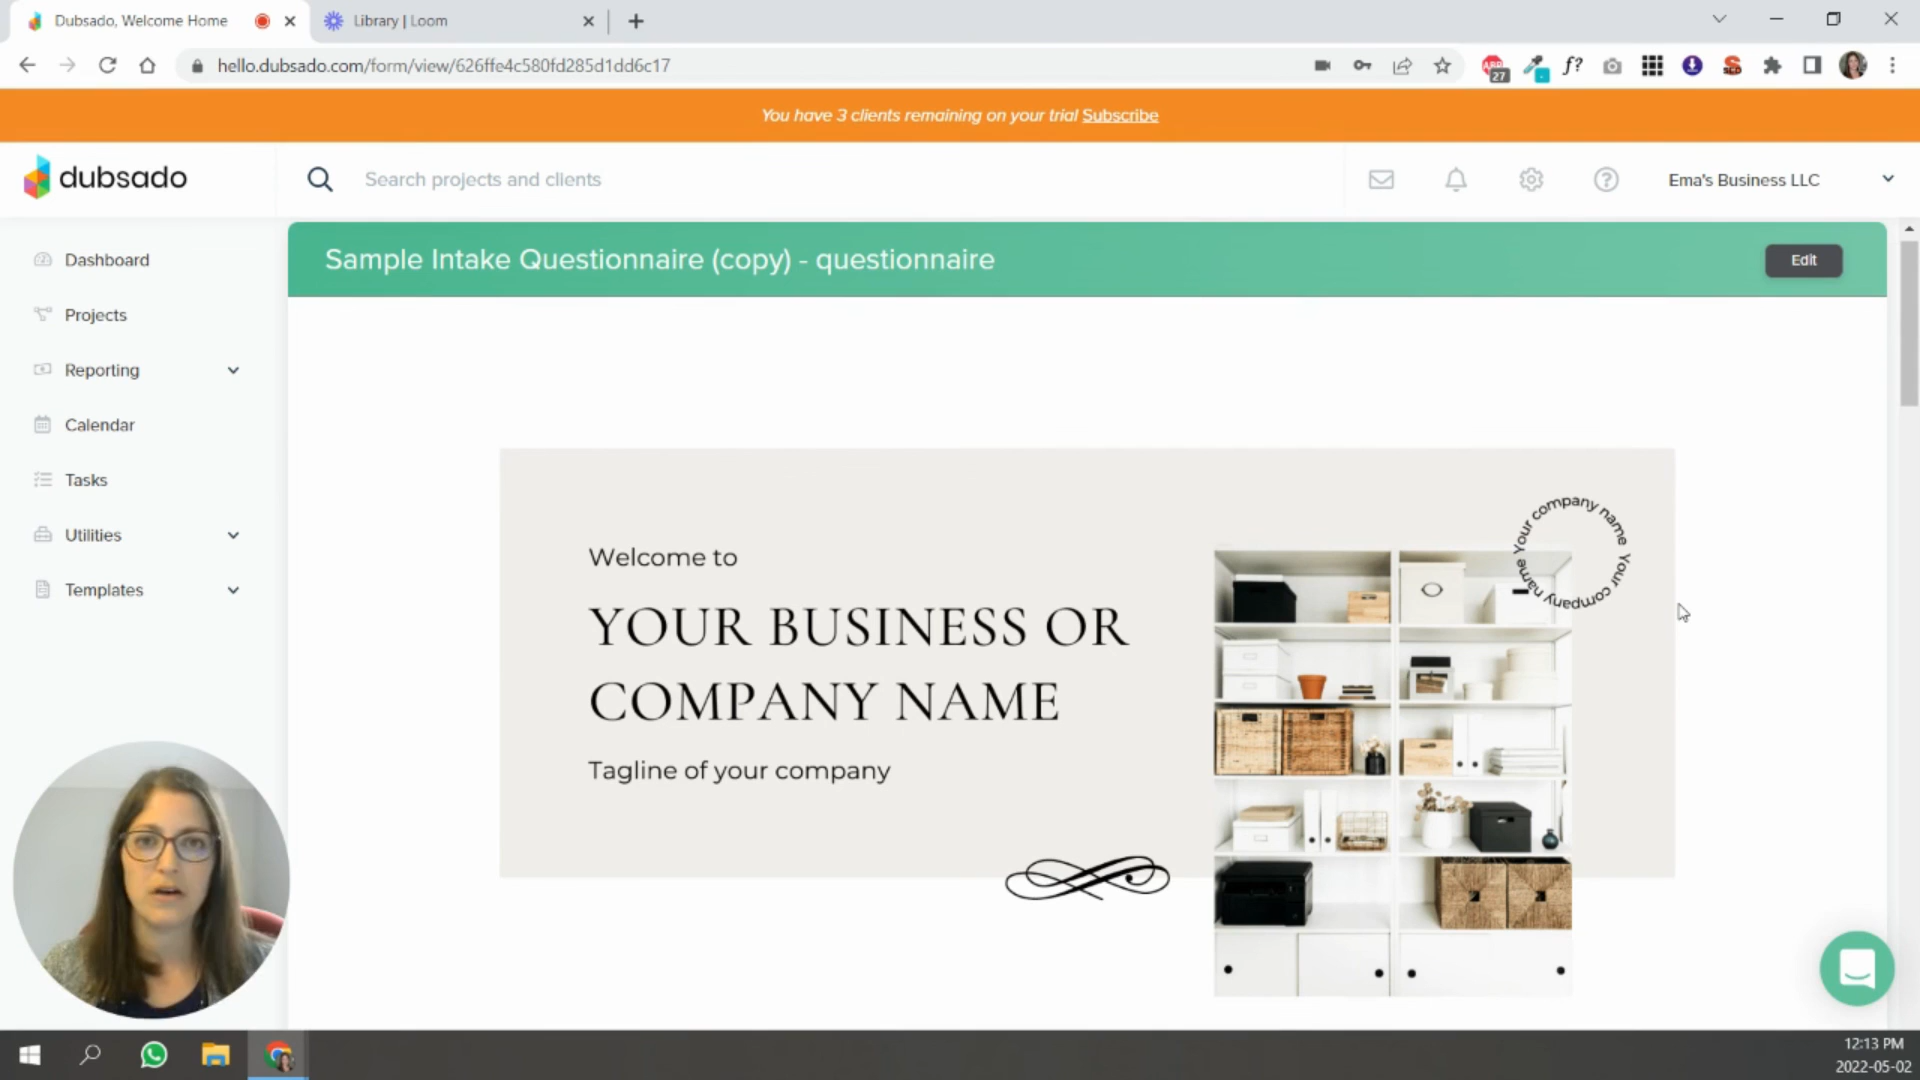 Dubsado, Welcome Home
Library | Loom
hello.dubsado.com/form/view/626ffe4c580fd285d1dd6c17
ABP
27
f?
You have 3 clients remaining on your trial Subscribe
dubsado
Search projects and clients
Ema's Business LLC
Dashboard
Projects
Reporting
Calendar
Tasks
Utilities
Templates
Sample Intake Questionnaire (copy) - questionnaire
Edit
Welcome to
YOUR BUSINESS OR
COMPANY NAME
Tagline of your company
Your company name Your company name
12:13 PM
2022-05-02